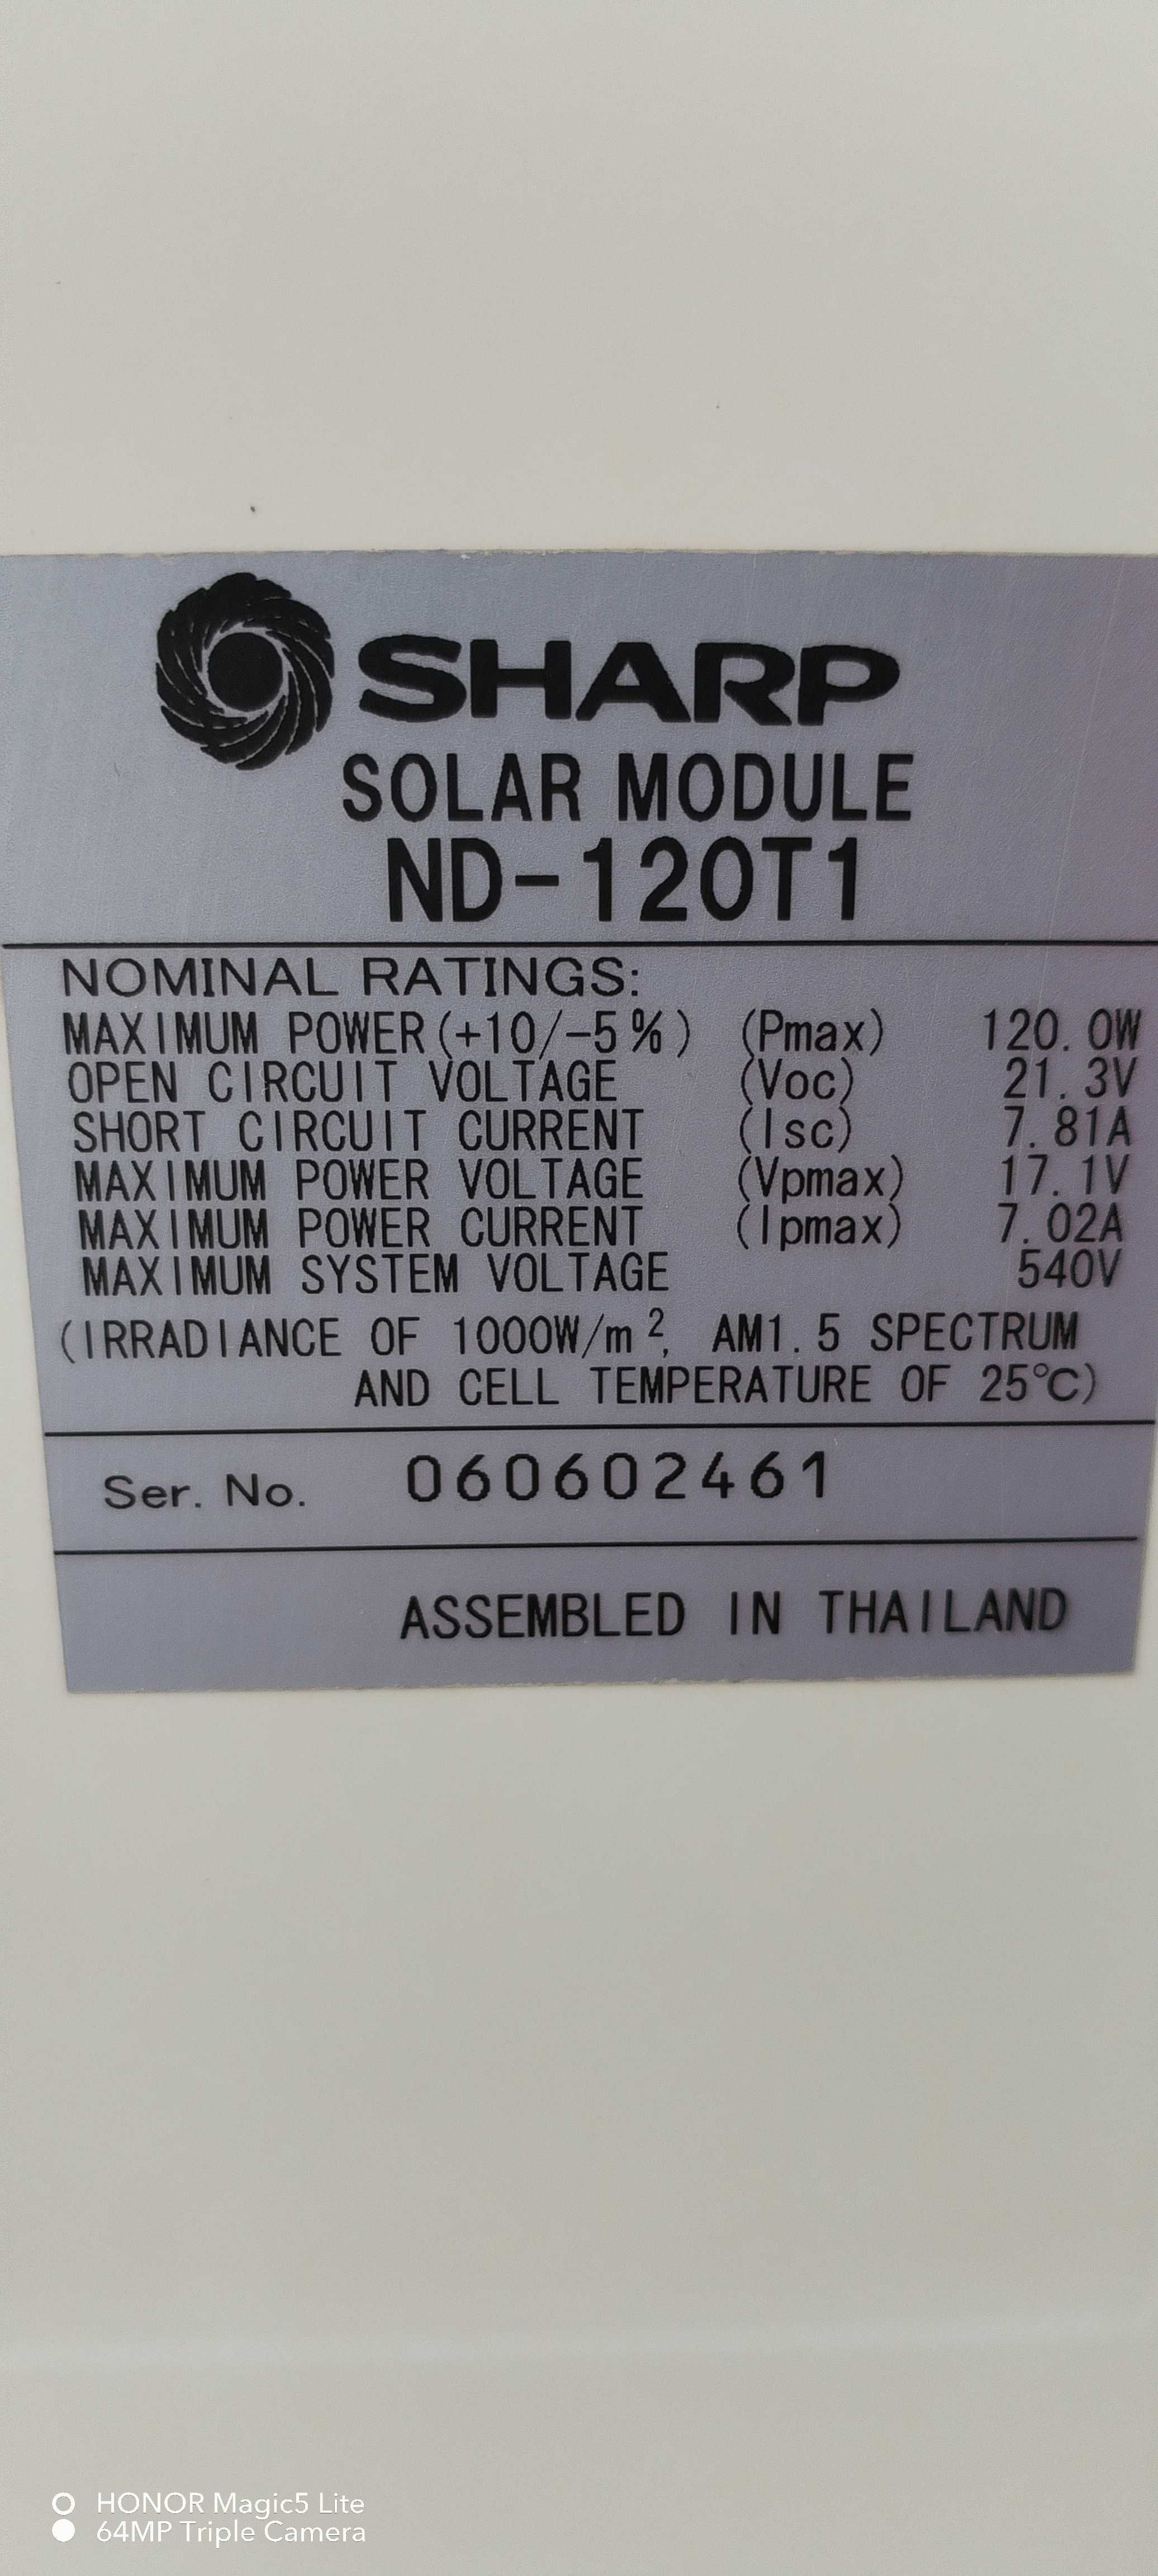 SHARP
SOLAR MODULE
ND-120T1
NOMINAL RATINGS:
MAXIMUM POWER(+10/-5%) (Pmax) 120.0W
OPEN CIRCUIT VOLTAGE (Voc) 21.3V
SHORT CIRCUIT CURRENT (Isc) 7.81A
MAXIMUM POWER VOLTAGE (Vpmax) 17.1V
MAXIMUM POWER CURRENT (Ipmax) 7.02A
MAXIMUM SYSTEM VOLTAGE 540V
(IRRADIANCE OF 1000W/m², AM1.5 SPECTRUM
AND CELL TEMPERATURE OF 25℃)
Ser. No. 060602461
ASSEMBLED IN THAILAND
HONOR Magic5 Lite
64MP Triple Camera